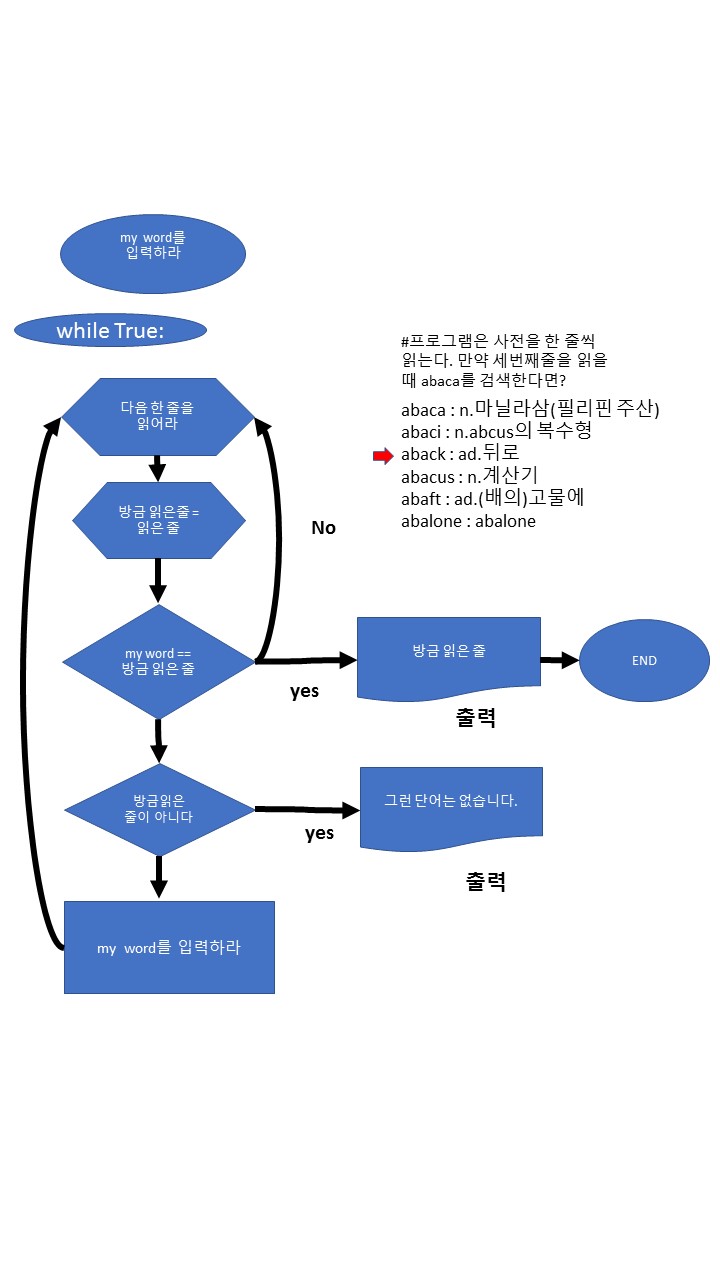 my word를
입력하라
while True:
#프로그램은 사전을 한 줄씩
읽는다. 만약 세번째줄을 읽을
때 abaca를 검색한다면?
abaca : n.마닐라삼(필리핀 주산)
abaci : n.abcus의 복수형
aback : ad.뒤로
abacus : n.계산기
abaft : ad.(배의)고물에
abalone : abalone
다음 한 줄을
읽어라
방금 읽은줄=
읽은 줄
No
my word ==
방금 읽은 줄
yes
방금 읽은 줄
출력
END
방금읽은
줄이 아니다
yes
그런 단어는 없습니다.
출력
my word를 입력하라